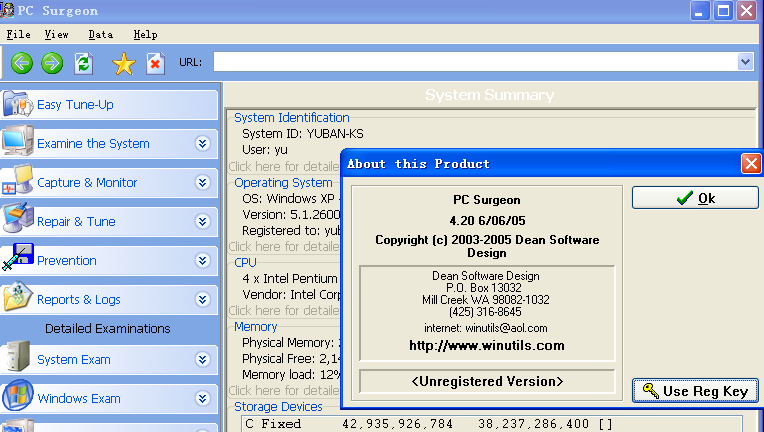 PC Surgeon
File View Data Help
URL:
Easy Tune-Up
Examine the System
Capture & Monitor
Repair & Tune
Prevention
Reports & Logs
Detailed Examinations
System Exam
Windows Exam
System Summary
System Identification
System ID: YUBAN-KS
User: yu
Click here for detaile
Operating System
OS: Windows XP
Version: 5.1.2600
Registered to: yub
Click here for detaile
CPU
4 x Intel Pentium
Vendor: Intel Corp
Click here for detaile
Memory
Physical Memory:
Physical Free: 2,14
Memory load: 12%
Click here for detaile
Storage Devices
C Fixed 42,935,926,784 38,237,286,400 []
About this Product
PC Surgeon
4.20 6/06/05
Copyright (c) 2003-2005 Dean Software
Design
Dean Software Design
P.O. Box 13032
Mill Creek WA 98082-1032
(425) 316-8645
internet: winutils@aol.com
http://www.winutils.com
<Unregistered Version>
Ok
Use Reg Key